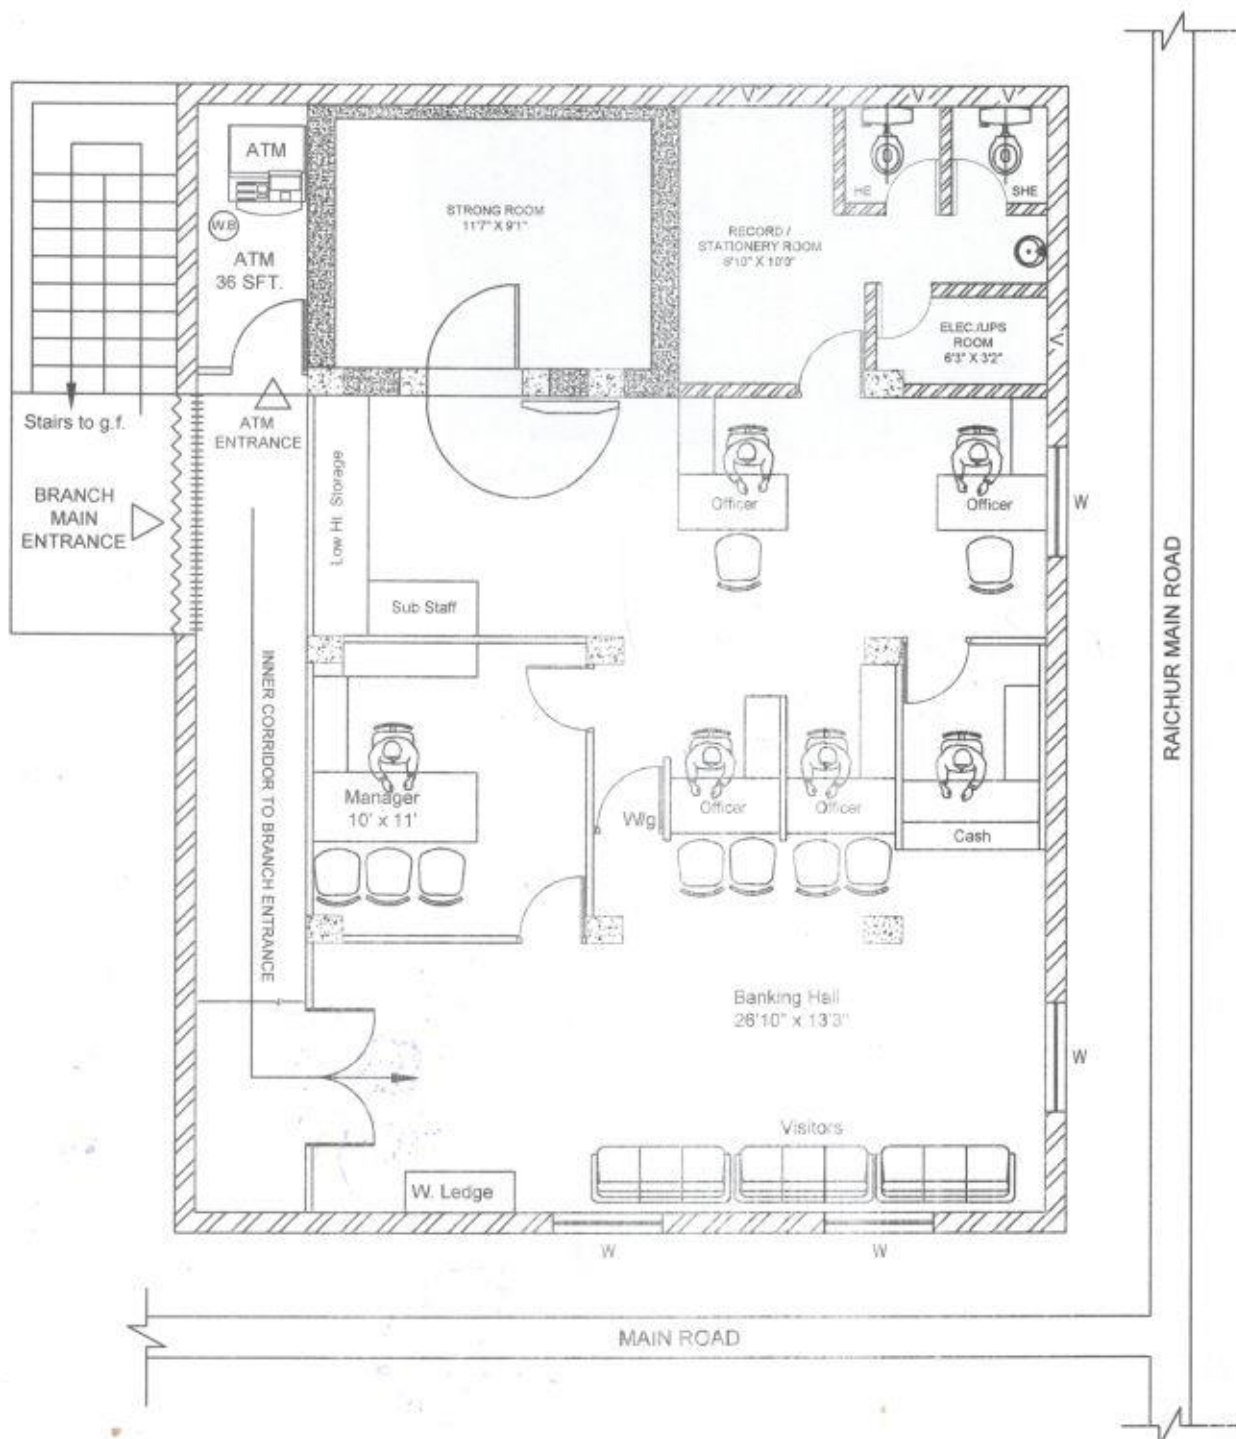 ATM
W.B
ATM
36 SFT.
STRONG ROOM
11'7" X 9'1"
RECORD /
STATIONERY ROOM
HE
SHE
ELEC./UPS
ROOM
6'3" X 3'2"
Stairs to g.f.
ATM
ENTRANCE
BRANCH
MAIN
ENTRANCE
Low Ht. Storage
Sub Staff
Officer
Officer
W
RAICHUR MAIN ROAD
INNER CORRIDOR TO BRANCH ENTRANCE
Manager
10' x 11'
W/g
Officer
Officer
Cash
Banking Hall
26'10" x 13'3"
W
Visitors
W. Ledge
W
W
MAIN ROAD
V
V
V
V